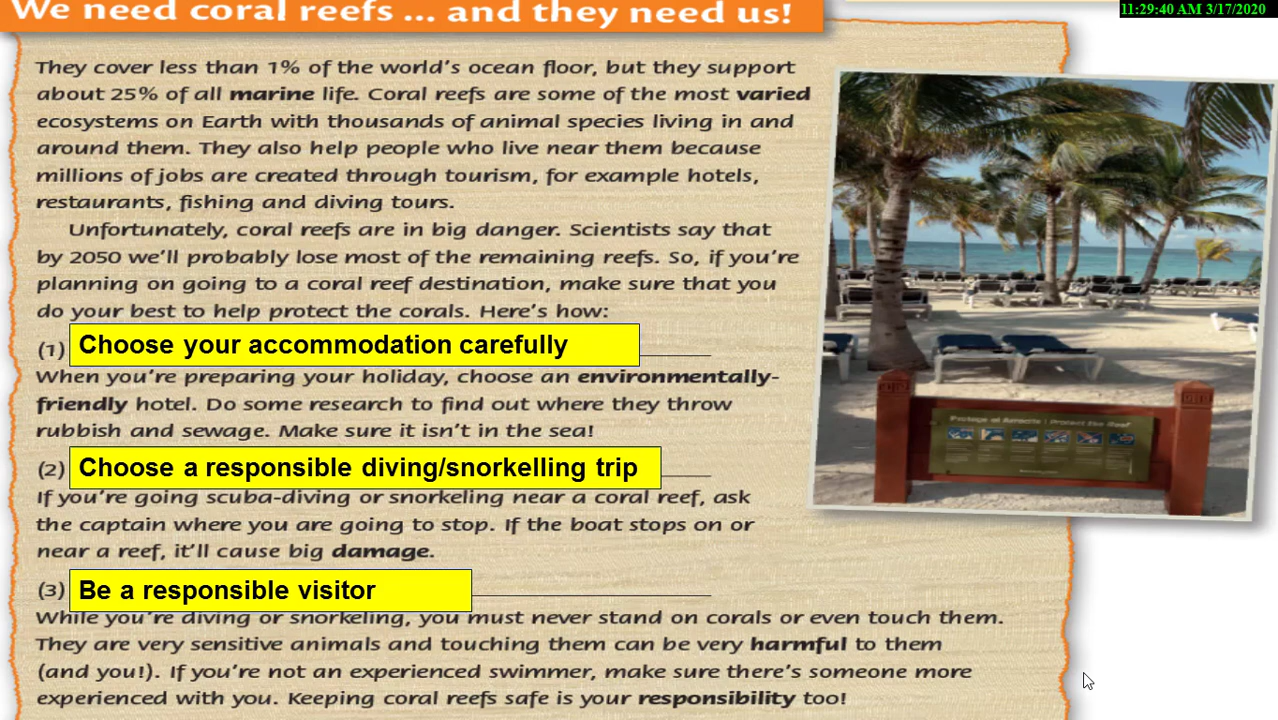 We need coral reefs ... and they need us!
11:29:40 AM 3/17/2020
They cover less than 1% of the world's ocean floor, but they support
about 25% of all marine life. Coral reefs are some of the most varied
ecosystems on Earth with thousands of animal species living in and
around them. They also help people who live near them because
millions of jobs are created through tourism, for example hotels,
restaurants, fishing and diving tours.
Unfortunately, coral reefs are in big danger. Scientists say that
by 2050 we'll probably lose most of the remaining reefs. So, if you're
planning on going to a coral reef destination, make sure that you
do your best to help protect the corals. Here's how:
(1) Choose your accommodation carefully
When you're preparing your holiday, choose an environmentally-
friendly hotel. Do some research to find out where they throw
rubbish and sewage. Make sure it isn't in the sea!
(2) Choose a responsible diving/snorkelling trip
If you're going scuba-diving or snorkeling near a coral reef, ask
the captain where you are going to stop. If the boat stops on or
near a reef, it'll cause big damage.
(3) Be a responsible visitor
While you're diving or snorkeling, you must never stand on corals or even touch them.
They are very sensitive animals and touching them can be very harmful to them
(and you!). If you're not an experienced swimmer, make sure there's someone more
experienced with you. Keeping coral reefs safe is your responsibility too!
Protect the Reef